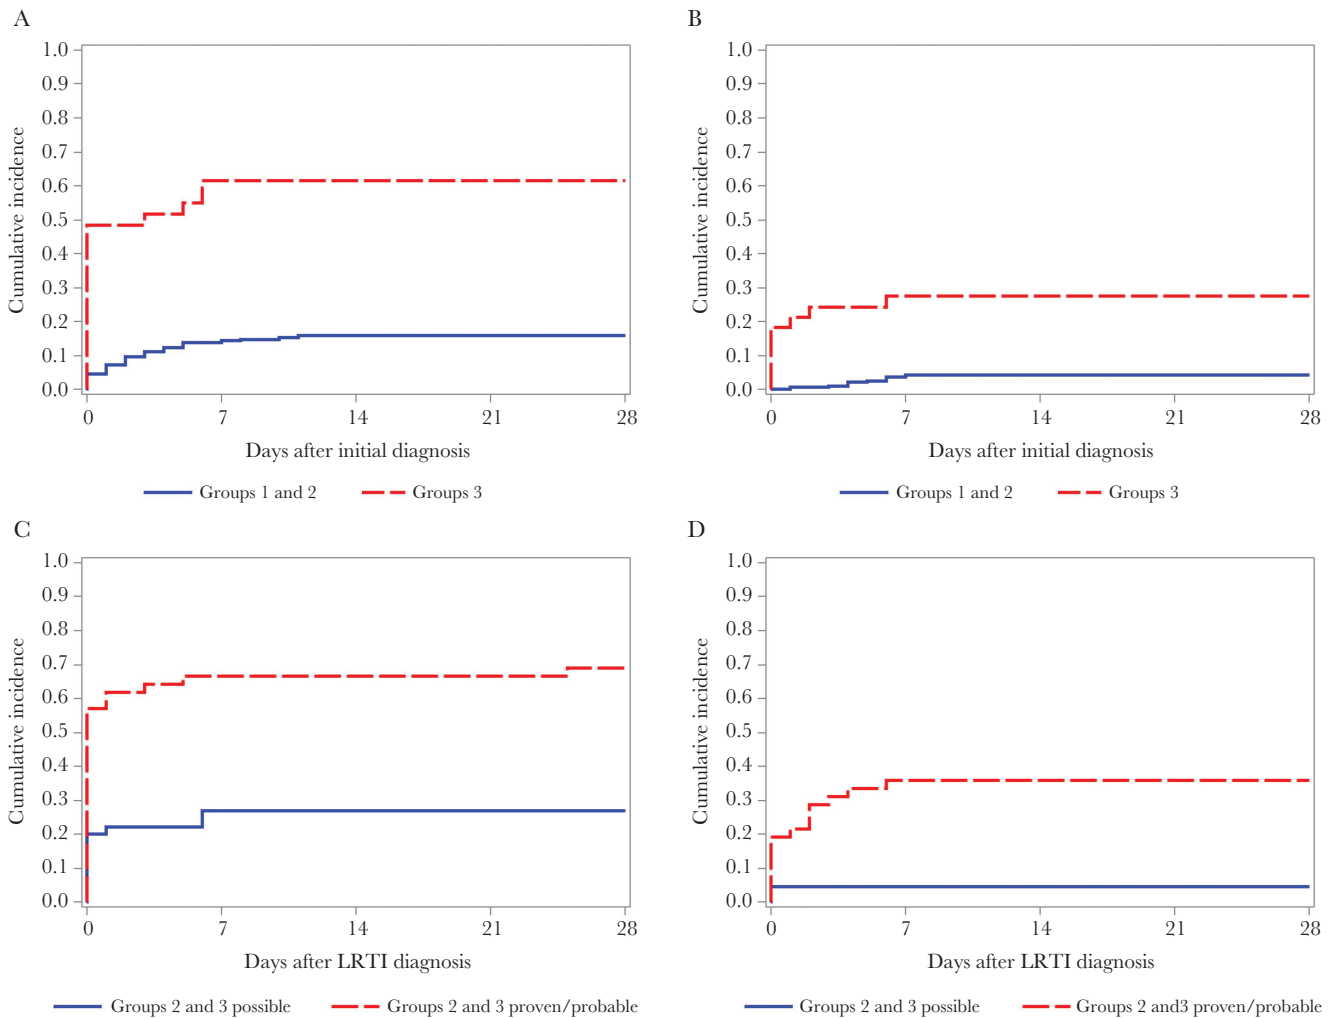 A
1.0
0.9
0.8
0.7
0.6
0.5
0.4
0.3
0.2
0.1
0.0
Cumulative incidence
0 7 14 21 28
Days after initial diagnosis
Groups 1 and 2 Groups 3
B
1.0
0.9
0.8
0.7
0.6
0.5
0.4
0.3
0.2
0.1
0.0
Cumulative incidence
0 7 14 21 28
Days after initial diagnosis
Groups 1 and 2 Groups 3
C
1.0
0.9
0.8
0.7
0.6
0.5
0.4
0.3
0.2
0.1
0.0
Cumulative incidence
0 7 14 21 28
Days after LRTI diagnosis
Groups 2 and 3 possible Groups 2 and 3 proven/probable
D
1.0
0.9
0.8
0.7
0.6
0.5
0.4
0.3
0.2
0.1
0.0
Cumulative incidence
0 7 14 21 28
Days after LRTI diagnosis
Groups 2 and 3 possible Groups 2 and3 proven/probable